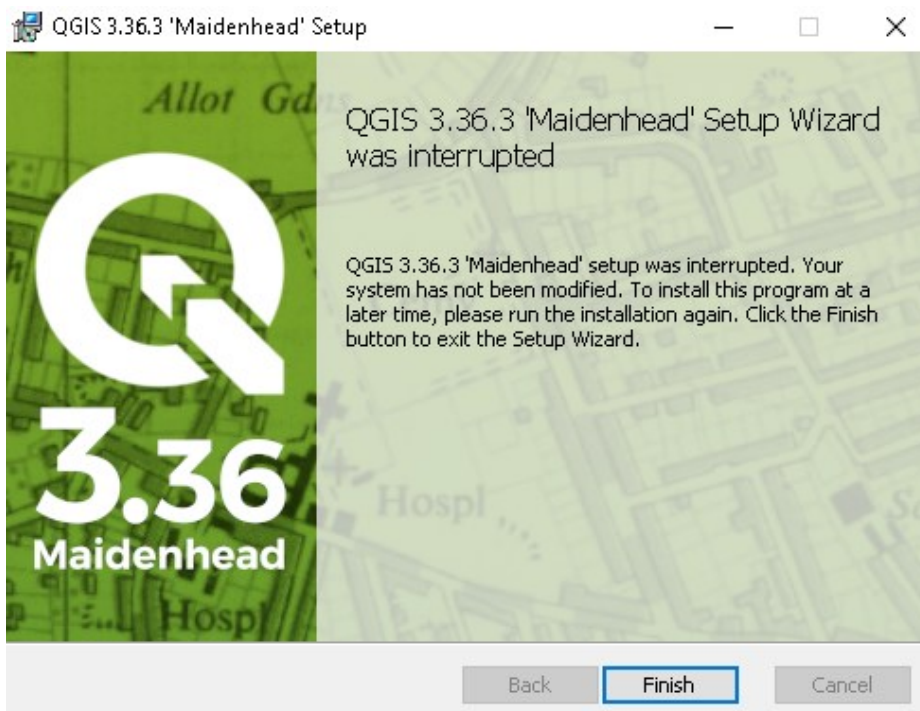 QGIS 3.36.3 'Maidenhead' Setup
Allot Gdns
QGIS 3.36.3 'Maidenhead' Setup Wizard
was interrupted
QGIS 3.36.3 'Maidenhead' setup was interrupted. Your
system has not been modified. To install this program at a
later time, please run the installation again. Click the Finish
button to exit the Setup Wizard.
3.36
Maidenhead
Hospl
Hospl
Back
Finish
Cancel